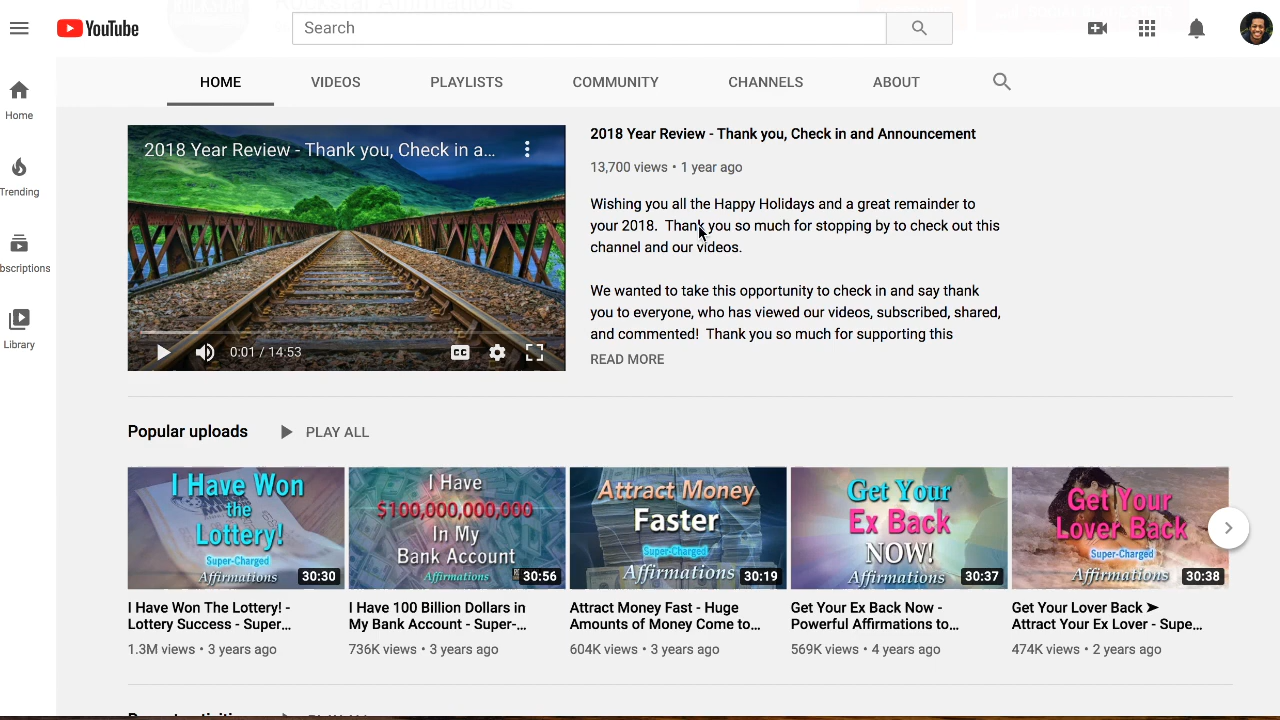 Rockstar Affirmations
YouTube
Search
HOME VIDEOS PLAYLISTS COMMUNITY CHANNELS ABOUT
Home
Trending
bscriptions
Library
2018 Year Review - Thank you, Check in a...
0:01 / 14:53
CC
2018 Year Review - Thank you, Check in and Announcement
13,700 views • 1 year ago
Wishing you all the Happy Holidays and a great remainder to
your 2018. Thank you so much for stopping by to check out this
channel and our videos.
We wanted to take this opportunity to check in and say thank
you to everyone, who has viewed our videos, subscribed, shared,
and commented! Thank you so much for supporting this
READ MORE
Popular uploads PLAY ALL
I Have Won
the
Lottery!
Super-Charged
Affirmations
30:30
I Have Won The Lottery! -
Lottery Success - Super...
1.3M views • 3 years ago
I Have
$100,000,000,000
In My
Bank Account
Affirmations
30:56
I Have 100 Billion Dollars in
My Bank Account - Super-...
736K views • 3 years ago
Attract Money
Faster
Super-Charged
Affirmations
30:19
Attract Money Fast - Huge
Amounts of Money Come to...
604K views • 3 years ago
Get Your
Ex Back
NOW!
Affirmations
30:37
Get Your Ex Back Now -
Powerful Affirmations to...
569K views • 4 years ago
Get Your
Lover Back
Super-Charged
Affirmations
30:38
Get Your Lover Back ➤
Attract Your Ex Lover - Supe...
474K views • 2 years ago